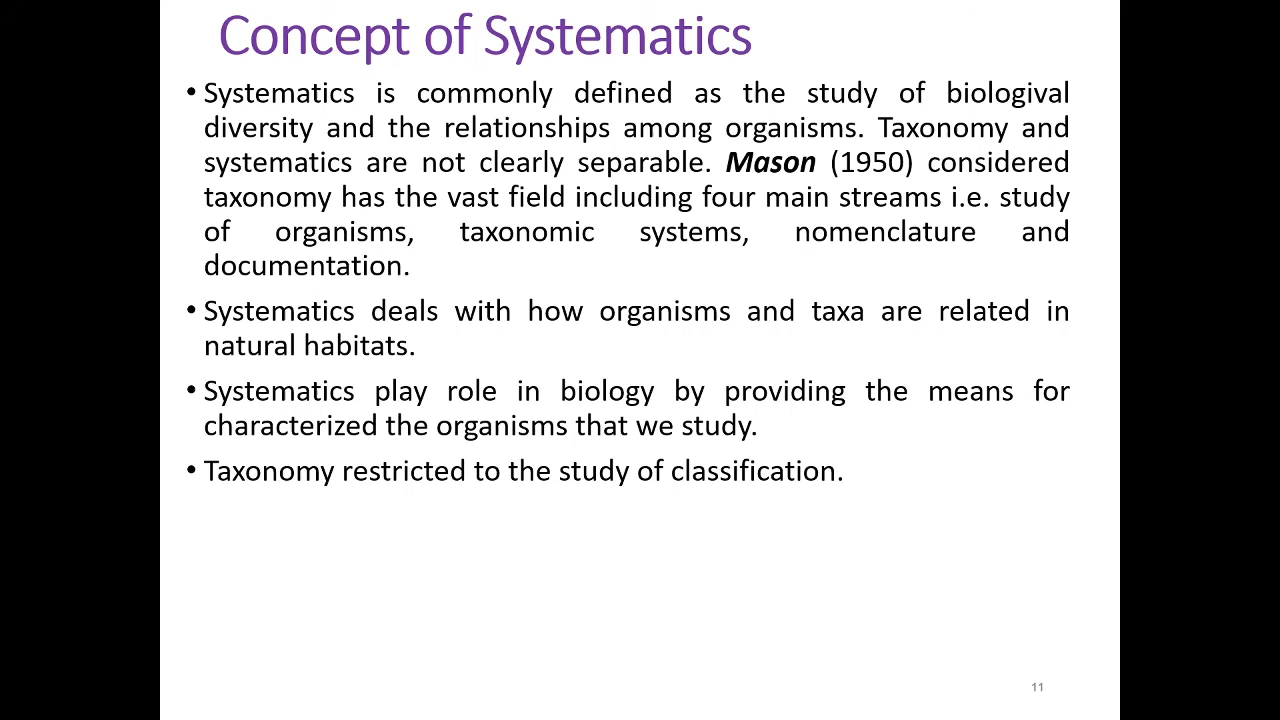 Concept of Systematics
• Systematics is commonly defined as the study of biologival
diversity and the relationships among organisms. Taxonomy and
systematics are not clearly separable. Mason (1950) considered
taxonomy has the vast field including four main streams i.e. study
of organisms, taxonomic systems, nomenclature and
documentation.
• Systematics deals with how organisms and taxa are related in
natural habitats.
• Systematics play role in biology by providing the means for
characterized the organisms that we study.
• Taxonomy restricted to the study of classification.
11